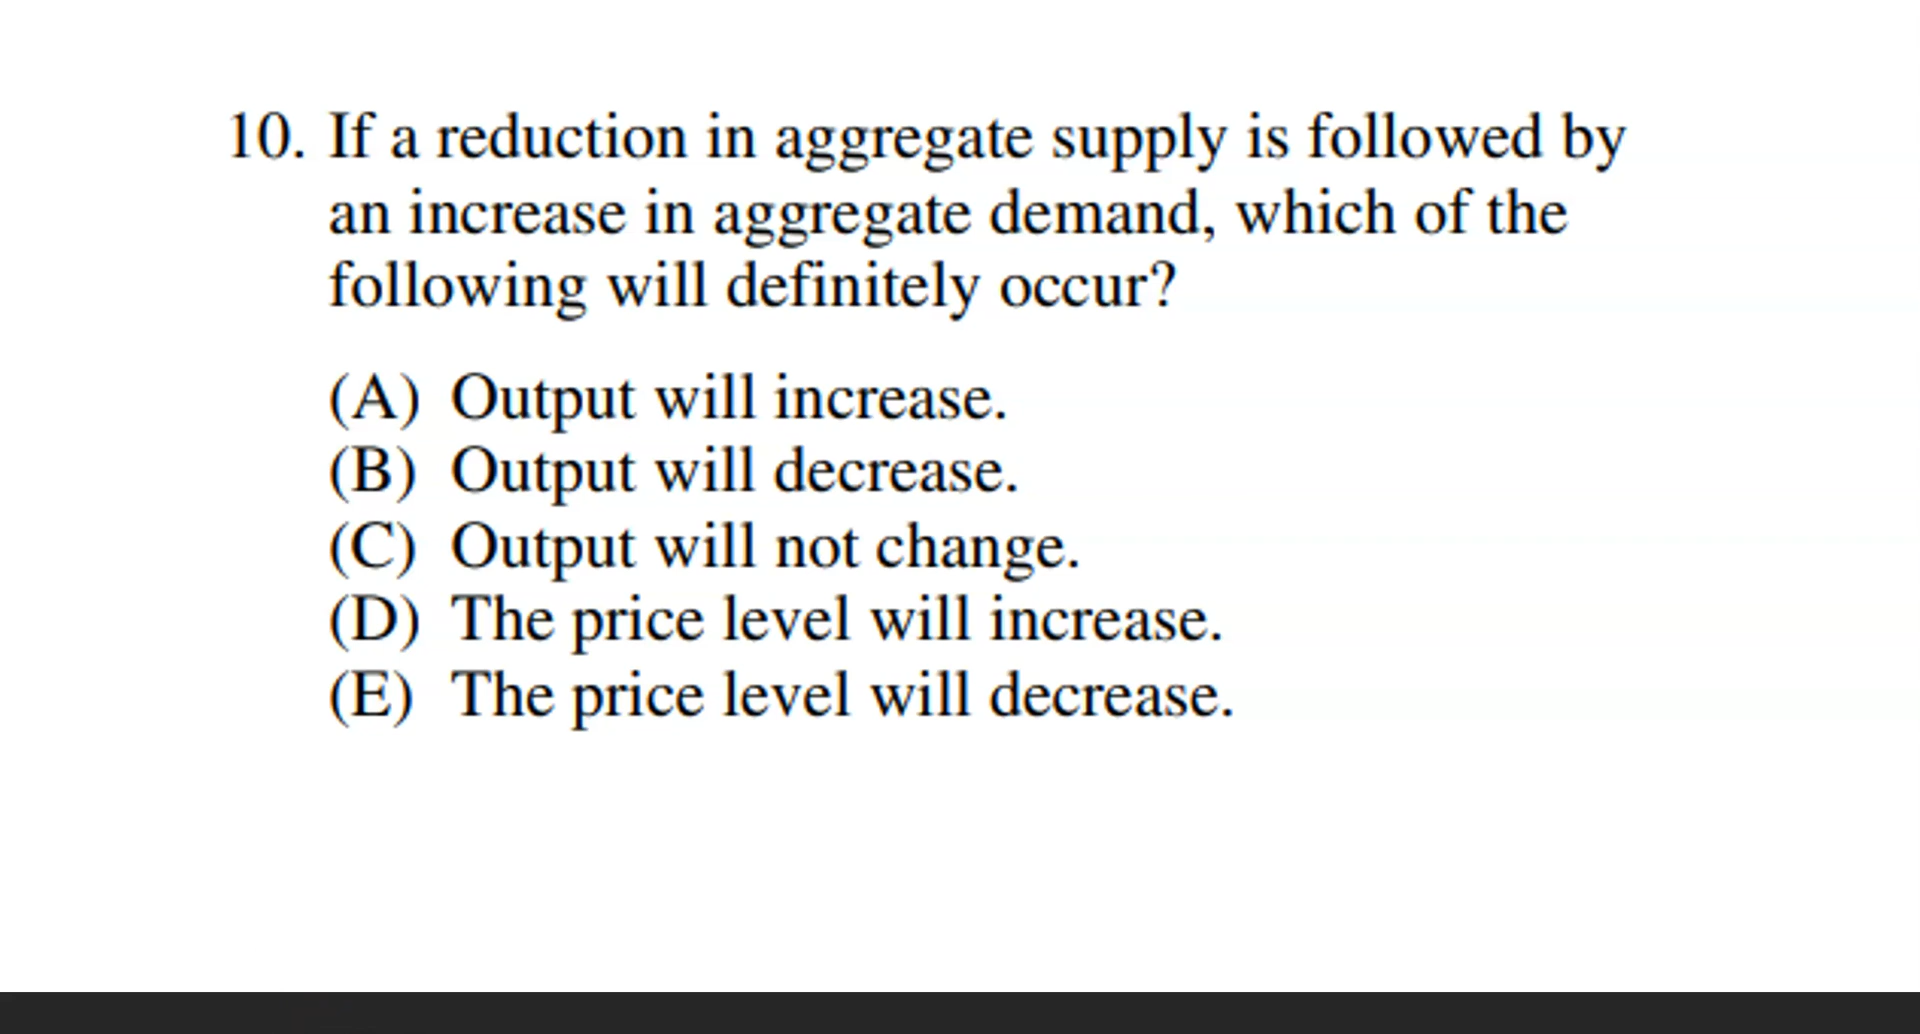 10. If a reduction in aggregate supply is followed by
an increase in aggregate demand, which of the
following will definitely occur?
(A) Output will increase.
(B) Output will decrease.
(C) Output will not change.
(D) The price level will increase.
(E) The price level will decrease.